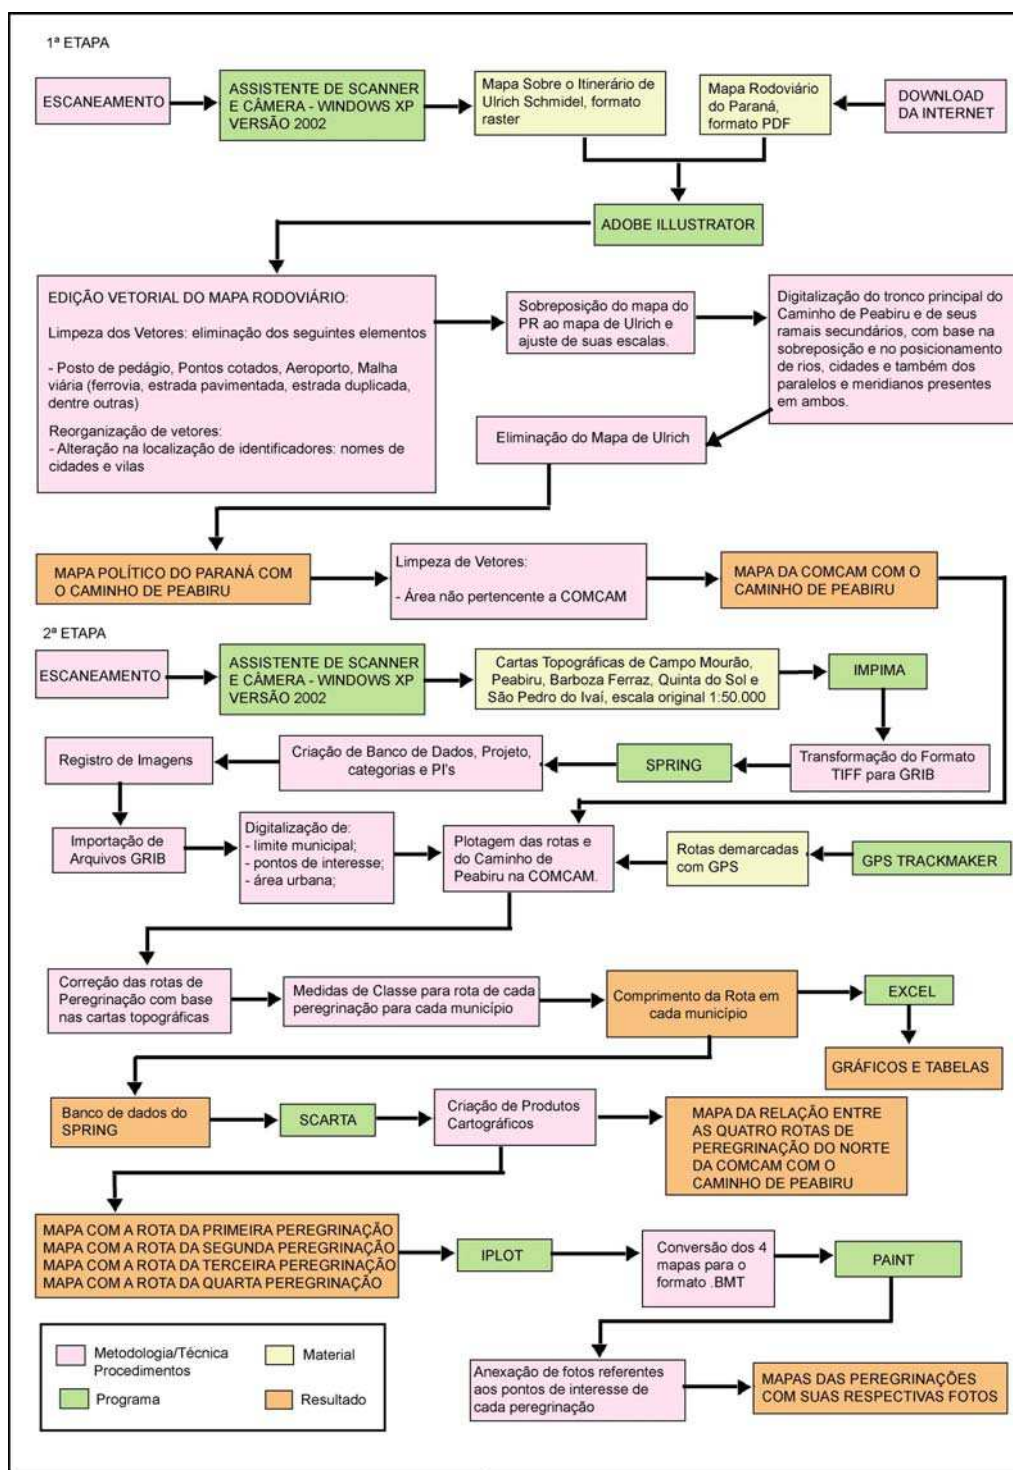 1ª ETAPA
ESCANEAMENTO
ASSISTENTE DE SCANNER
E CÂMERA - WINDOWS XP
VERSÃO 2002
Mapa Sobre o Itinerário de
Ulrich Schmidel, formato
raster
Mapa Rodoviário
do Paraná,
formato PDF
DOWNLOAD
DA INTERNET
ADOBE ILLUSTRATOR
EDIÇÃO VETORIAL DO MAPA RODOVIÁRIO:
Limpeza dos Vetores: eliminação dos seguintes elementos
- Posto de pedágio, Pontos cotados, Aeroporto, Malha
viária (ferrovia, estrada pavimentada, estrada duplicada,
dentre outras)
Reorganização de vetores:
- Alteração na localização de identificadores: nomes de
cidades e vilas
Sobreposição do mapa do
PR ao mapa de Ulrich e
ajuste de suas escalas.
Digitalização do tronco principal do
Caminho de Peabiru e de seus
ramais secundários, com base na
sobreposição e no posicionamento
de rios, cidades e também dos
paralelos e meridianos presentes
em ambos.
Eliminação do Mapa de Ulrich
MAPA POLÍTICO DO PARANÁ COM
O CAMINHO DE PEABIRU
Limpeza de Vetores:
- Área não pertencente a COMCAM
MAPA DA COMCAM COM O
CAMINHO DE PEABIRU
2ª ETAPA
ESCANEAMENTO
ASSISTENTE DE SCANNER
E CÂMERA - WINDOWS XP
VERSÃO 2002
Cartas Topográficas de Campo Mourão,
Peabiru, Barboza Ferraz, Quinta do Sol e
São Pedro do Ivaí, escala original 1:50.000
IMPIMA
Transformação do Formato
TIFF para GRIB
SPRING
Criação de Banco de Dados, Projeto,
categorias e PI's
Registro de Imagens
Importação de
Arquivos GRIB
Digitalização de:
- limite municipal;
- pontos de interesse;
- área urbana;
Plotagem das rotas e
do Caminho de
Peabiru na COMCAM.
Rotas demarcadas
com GPS
GPS TRACKMAKER
Correção das rotas de
Peregrinação com base
nas cartas topográficas
Medidas de Classe para rota de cada
peregrinação para cada município
Comprimento da Rota em
cada município
EXCEL
GRÁFICOS E TABELAS
Banco de dados do
SPRING
SCARTA
Criação de Produtos
Cartográficos
MAPA DA RELAÇÃO ENTRE
AS QUATRO ROTAS DE
PEREGRINAÇÃO DO NORTE
DA COMCAM COM O
CAMINHO DE PEABIRU
MAPA COM A ROTA DA PRIMEIRA PEREGRINAÇÃO
MAPA COM A ROTA DA SEGUNDA PEREGRINAÇÃO
MAPA COM A ROTA DA TERCEIRA PEREGRINAÇÃO
MAPA COM A ROTA DA QUARTA PEREGRINAÇÃO
IPLOT
Conversão dos 4
mapas para o
formato .BMT
PAINT
Anexação de fotos referentes
aos pontos de interesse de
cada peregrinação
MAPAS DAS PEREGRINAÇÕES
COM SUAS RESPECTIVAS FOTOS
Metodologia/Técnica
Procedimentos
Material
Programa
Resultado